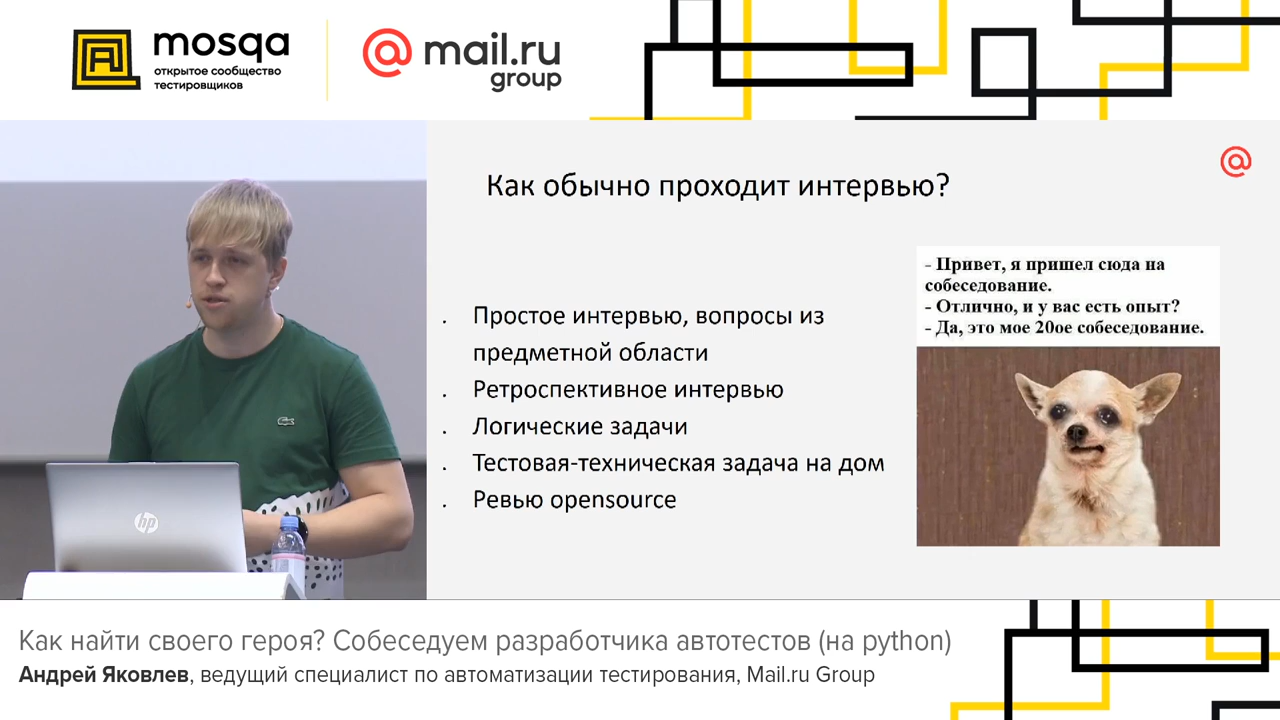 mosqa
открытое сообщество
тестировщиков
@mail.ru
group
@
Как обычно проходит интервью?
- Привет, я пришел сюда на
собеседование.
- Отлично, и у вас есть опыт?
- Да, это мое 20ое собеседование.
. Простое интервью, вопросы из
предметной области
. Ретроспективное интервью
. Логические задачи
. Тестовая-техническая задача на дом
. Ревью opensource
hp
Как найти своего героя? Собеседуем разработчика автотестов (на python)
Андрей Яковлев, ведущий специалист по автоматизации тестирования, Mail.ru Group